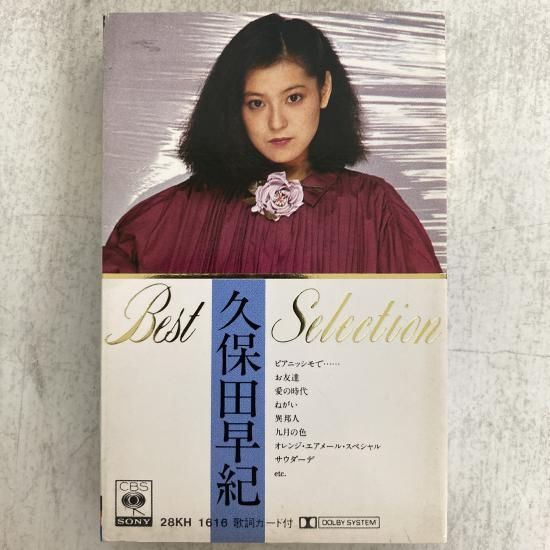 Best Selection
久保田早紀
ピアニッシモで……
お友達
愛の時代
ねがい
異邦人
九月の色
オレンジ・エアメール・スペシャル
サウダーデ
etc.
CBS
SONY
28KH 1616 歌詞カード付 DOLBY SYSTEM